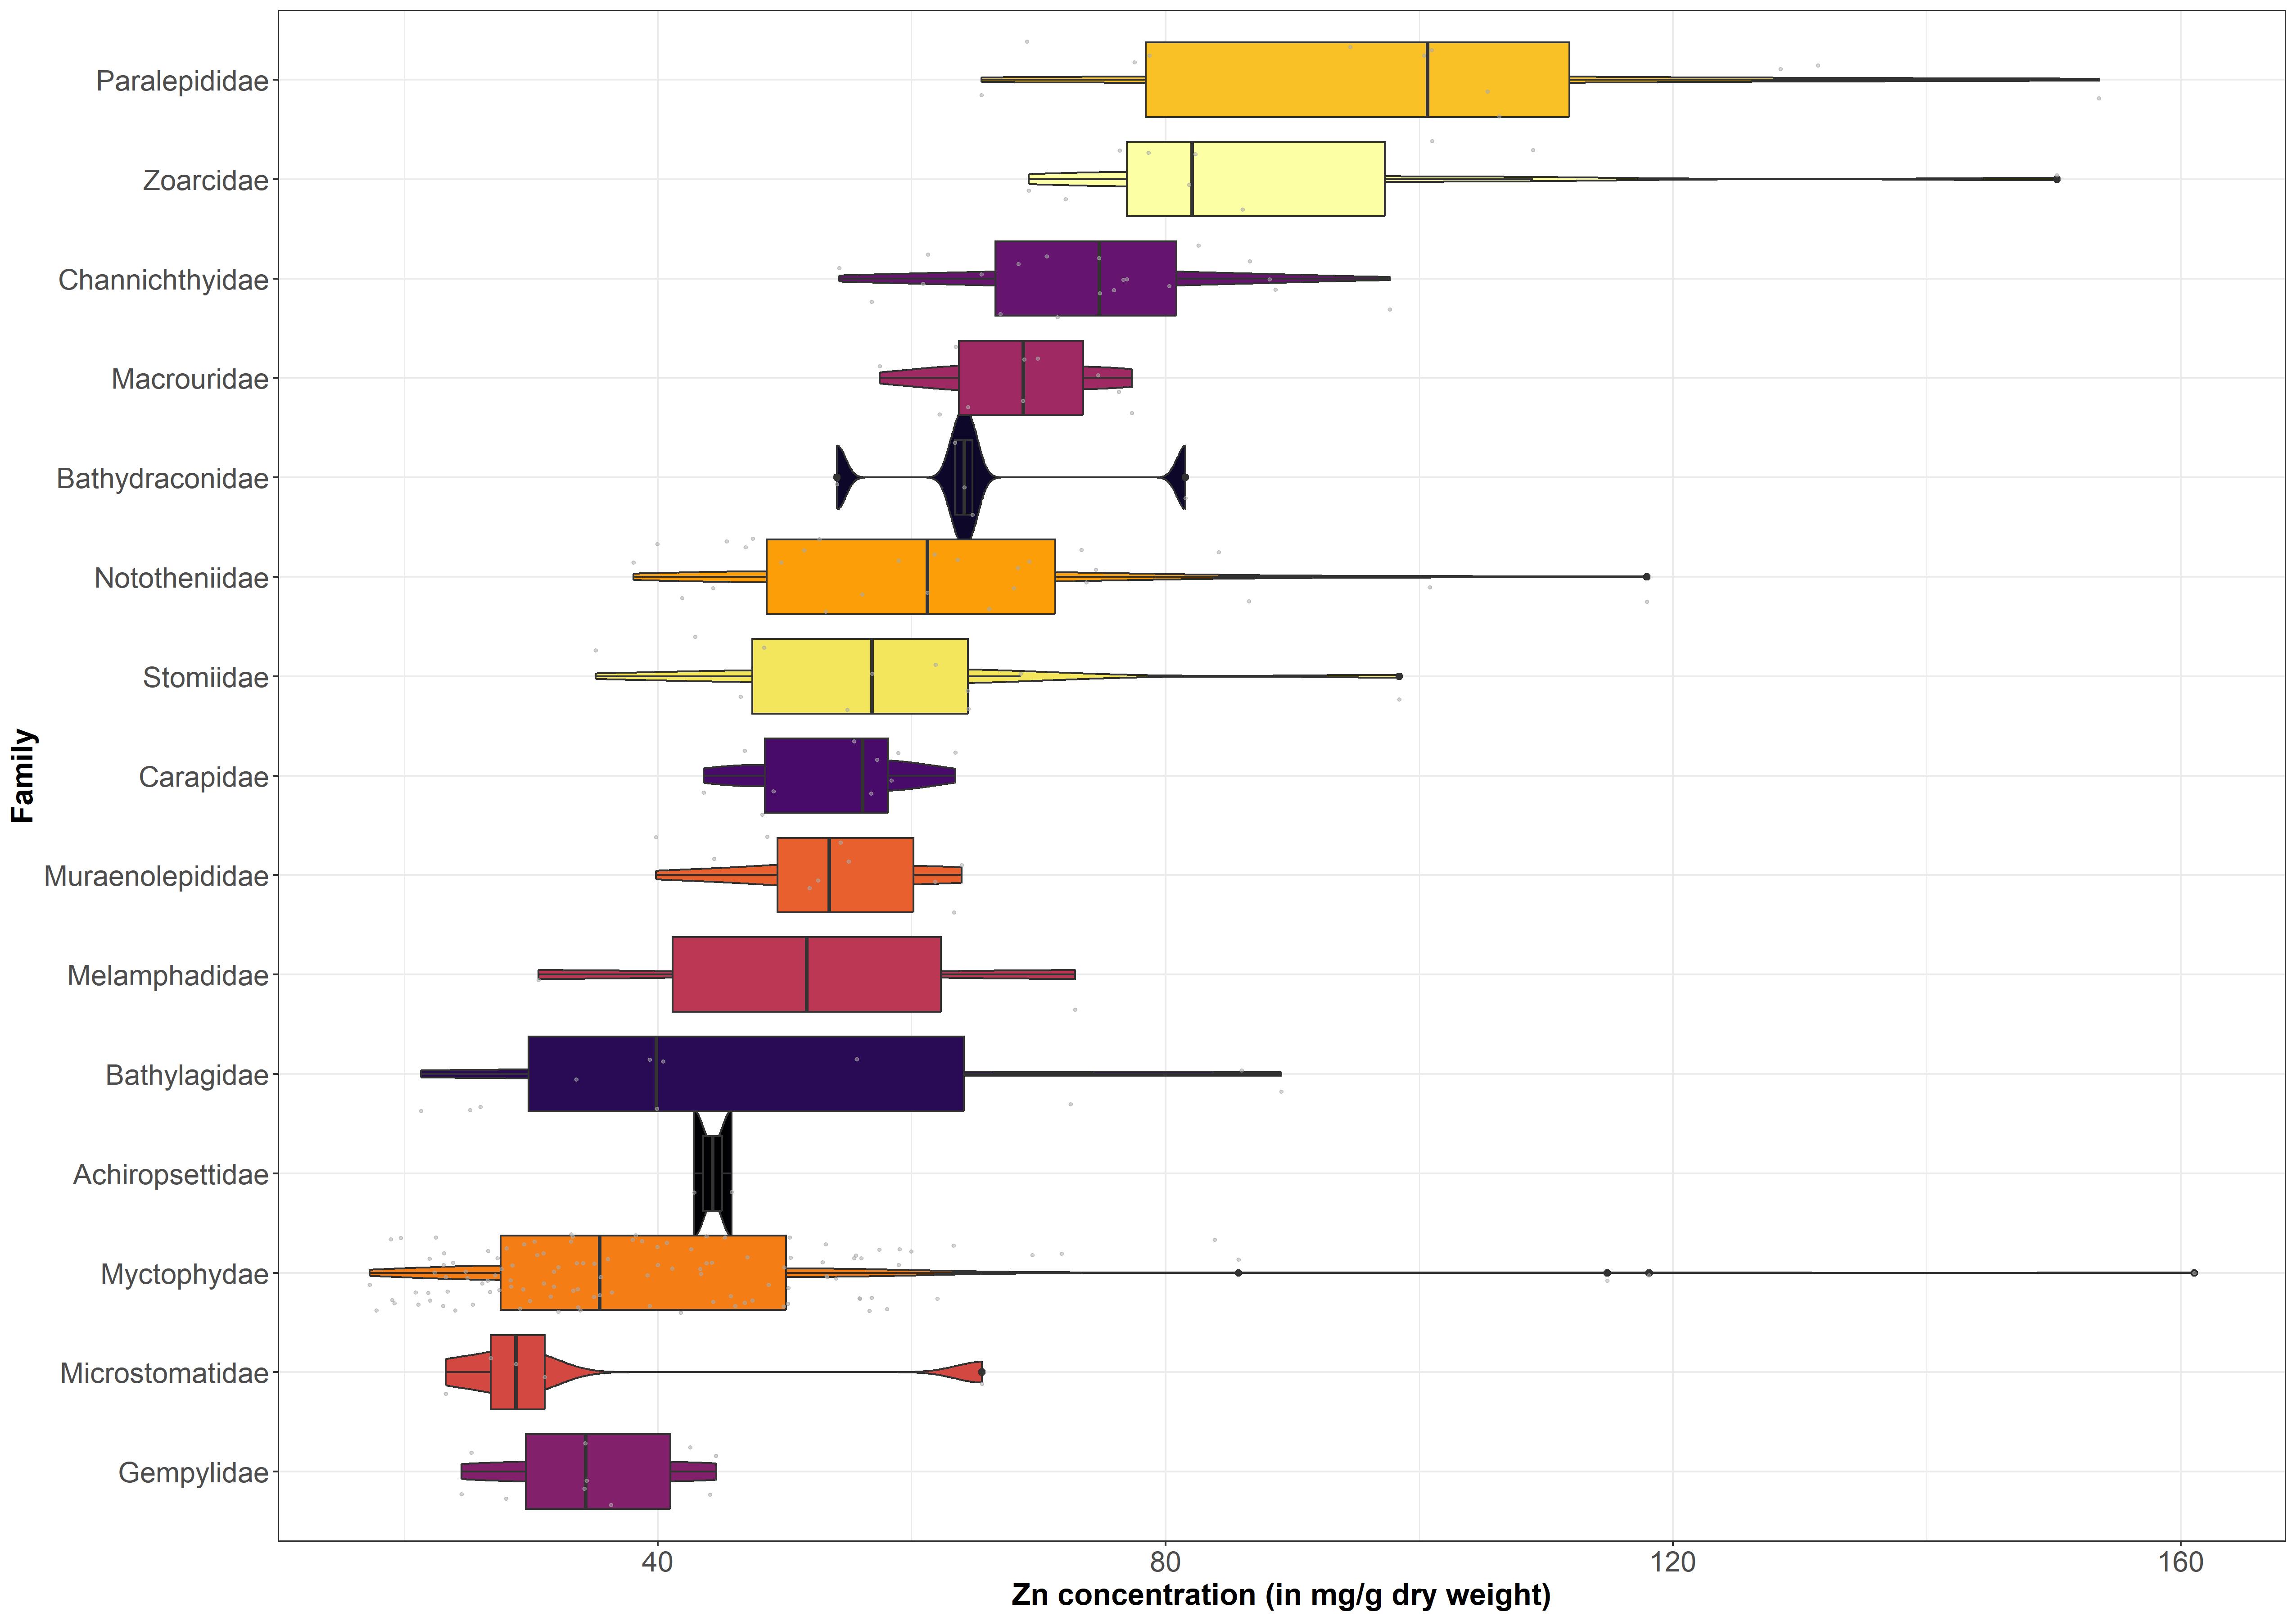 Paralepididae
Zoarcidae
Channichthyidae
Macrouridae
Bathydraconidae
Nototheniidae
Stomiidae
Carapidae
Muraenolepididae
Melamphadidae
Bathylagidae
Achiropsettidae
Myctophydae
Microstomatidae
Gempylidae
Family
40 80 120 160
Zn concentration (in mg/g dry weight)